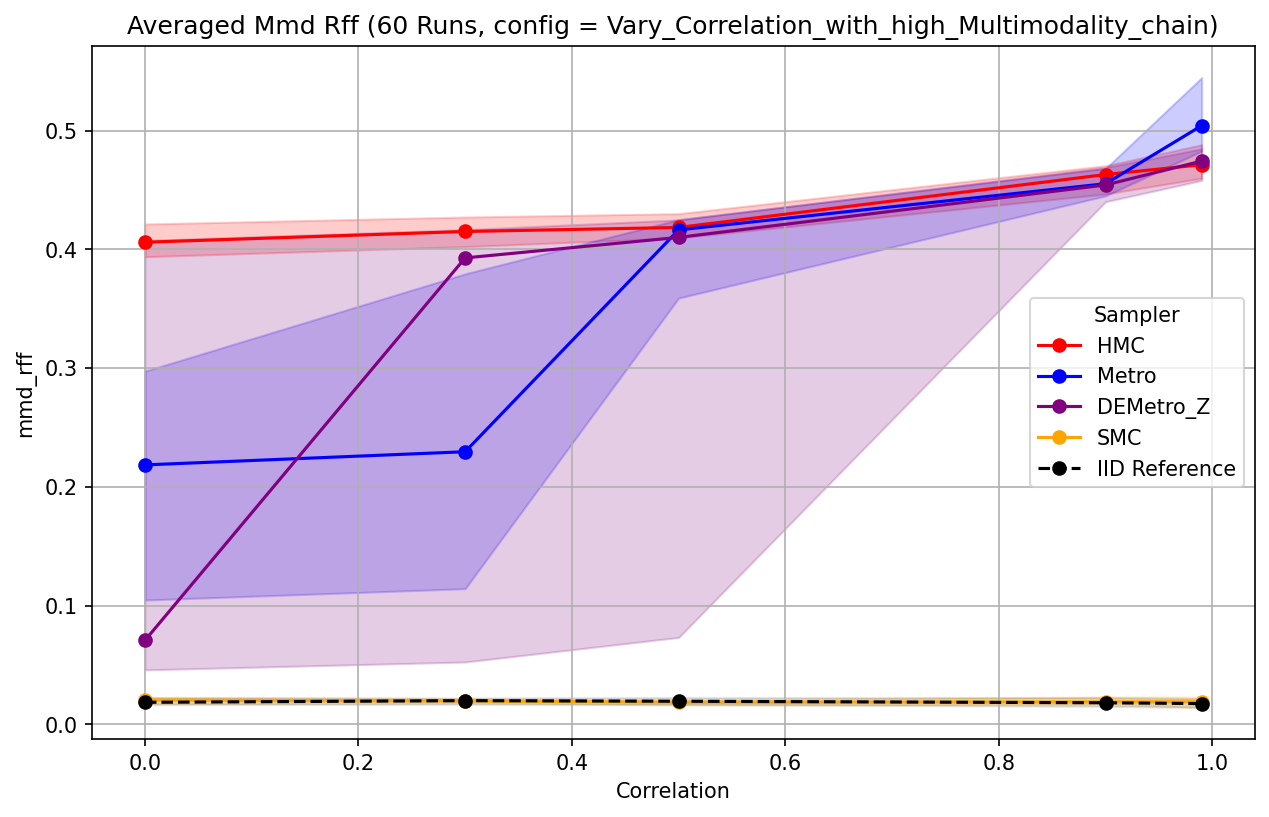 Averaged Mmd Rff (60 Runs, config = Vary_Correlation_with_high_Multimodality_chain)
0.5
0.4
0.3
0.2
0.1
0.0
mmd_rff
Sampler
HMC
Metro
DEMetro_Z
SMC
IID Reference
0.0 0.2 0.4 0.6 0.8 1.0
Correlation